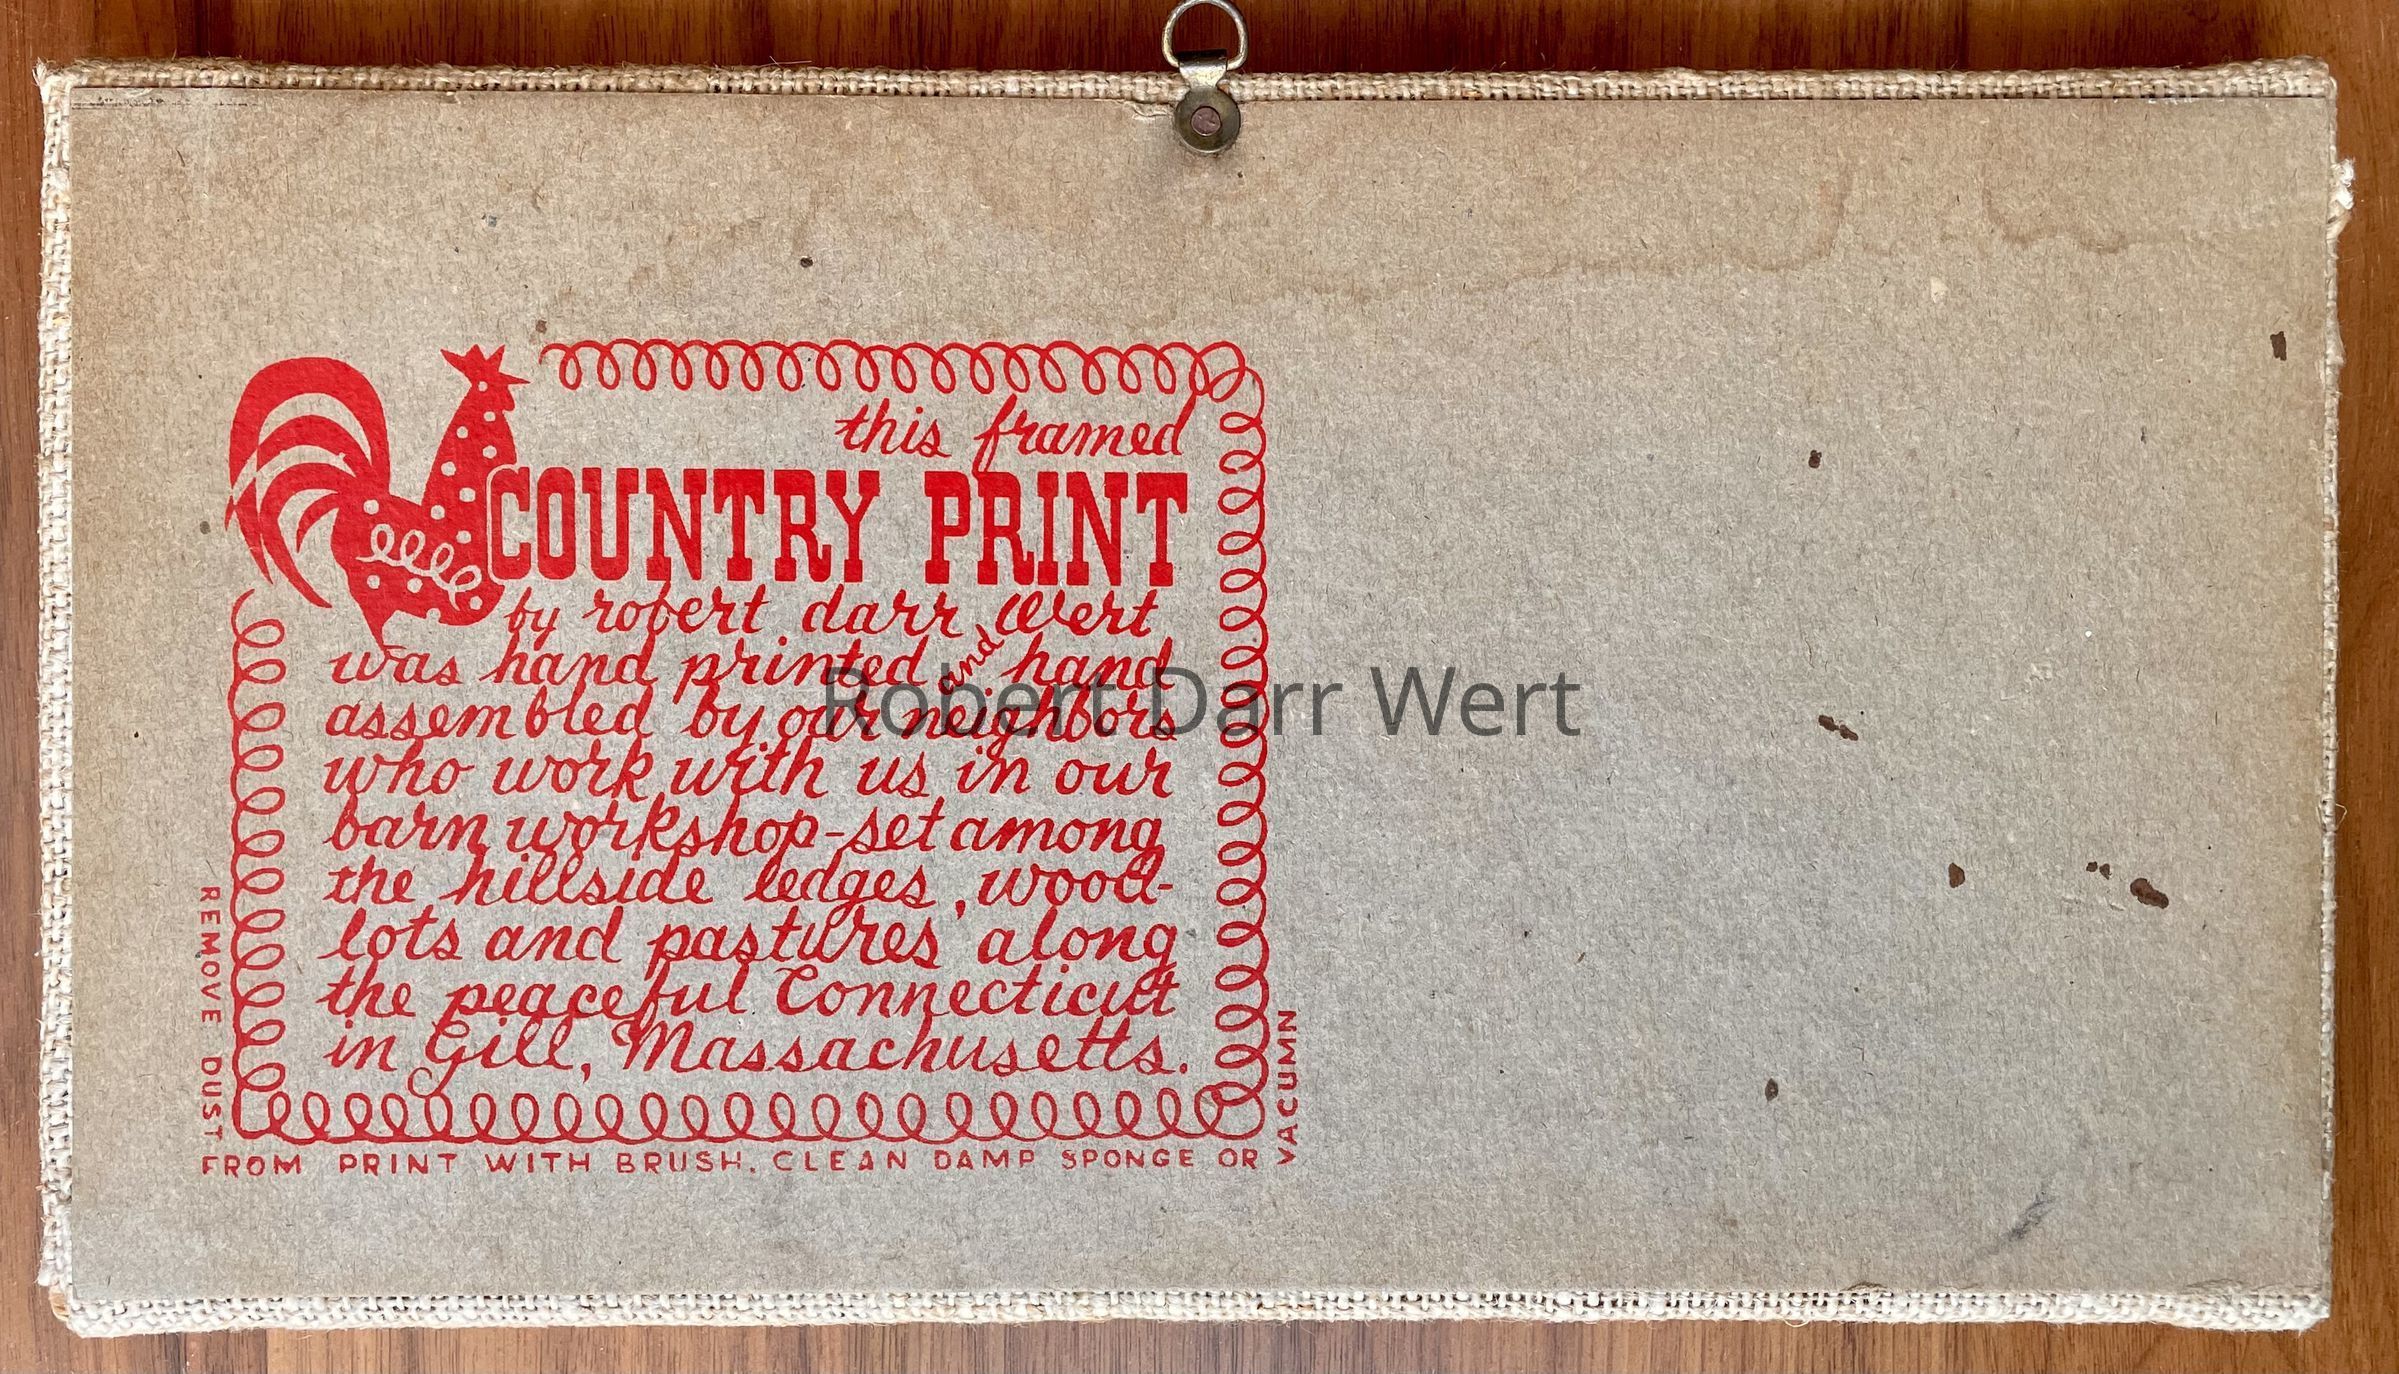 this framed
COUNTRY PRINT
by robert darr Wert
was hand printed and hand
assembled by our neighbors
who work with us in our
barn workshop-set among
the hillside ledges, wood-
lots and pastures along
the peaceful Connecticut
in Gill, Massachusetts.
REMOVE DUST
FROM PRINT WITH BRUSH, CLEAN DAMP SPONGE OR
VACUMN
Robert Darr Wert